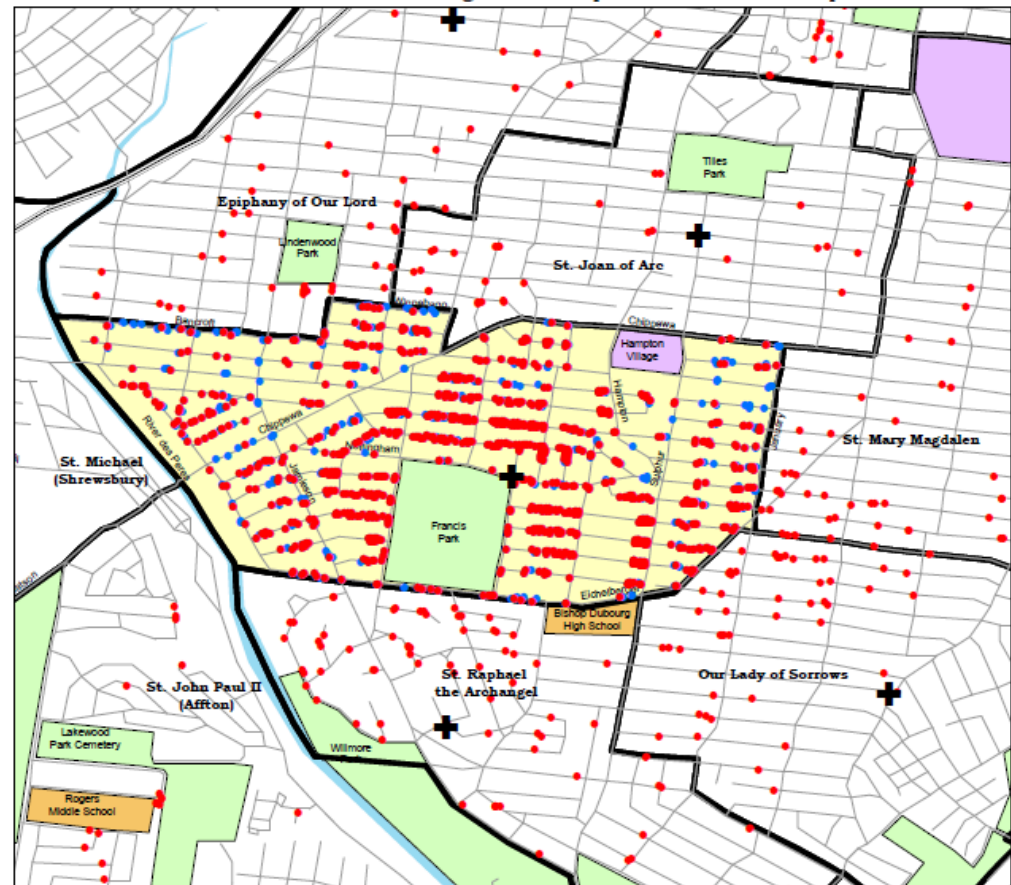 Tilles
Park
Epiphany of Our Lord
Lindenwood
Park
St. Joan of Arc
Winnebago
Bancroft
Chippewa
Hampton
Village
Hampton
January
Chippewa
River des Peres
St. Mary Magdalen
Nottingham
St. Michael
(Shrewsbury)
Jamieson
Sulphur
Francis
Park
Eichelberger
Bishop Dubourg
High School
St. Raphael
the Archangel
Our Lady of Sorrows
St. John Paul II
(Affton)
Lakewood
Park Cemetery
Willmore
Rogers
Middle School